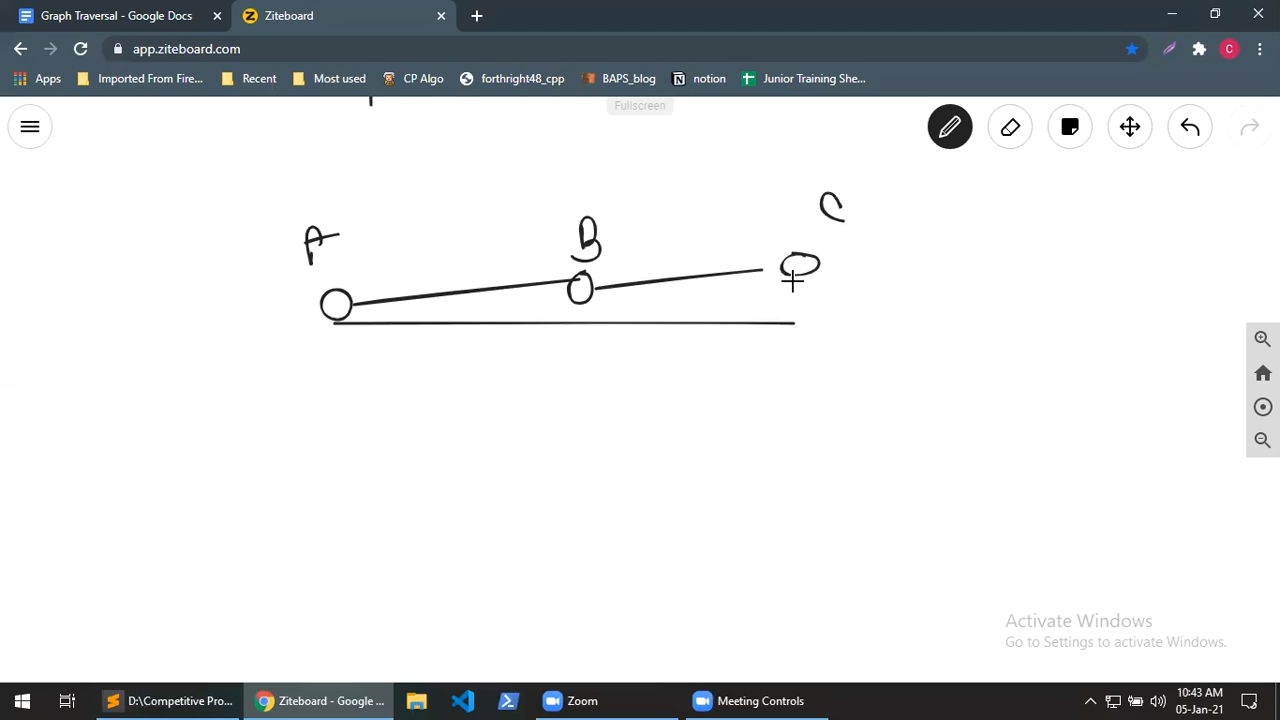 Graph Traversal - Google Docs
Ziteboard
app.ziteboard.com
C
Apps
Imported From Fire...
Recent
Most used
CP Algo
forthright48_cpp
BAPS_blog
notion
Junior Training She...
Fullscreen
A
B
C
Activate Windows
Go to Settings to activate Windows.
D:\Competitive Pro...
Ziteboard - Google ...
Zoom
Meeting Controls
10:43 AM
05-Jan-21